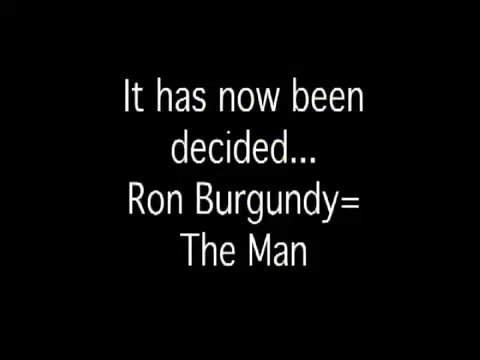 It has now been
decided...
Ron Burgundy=
The Man